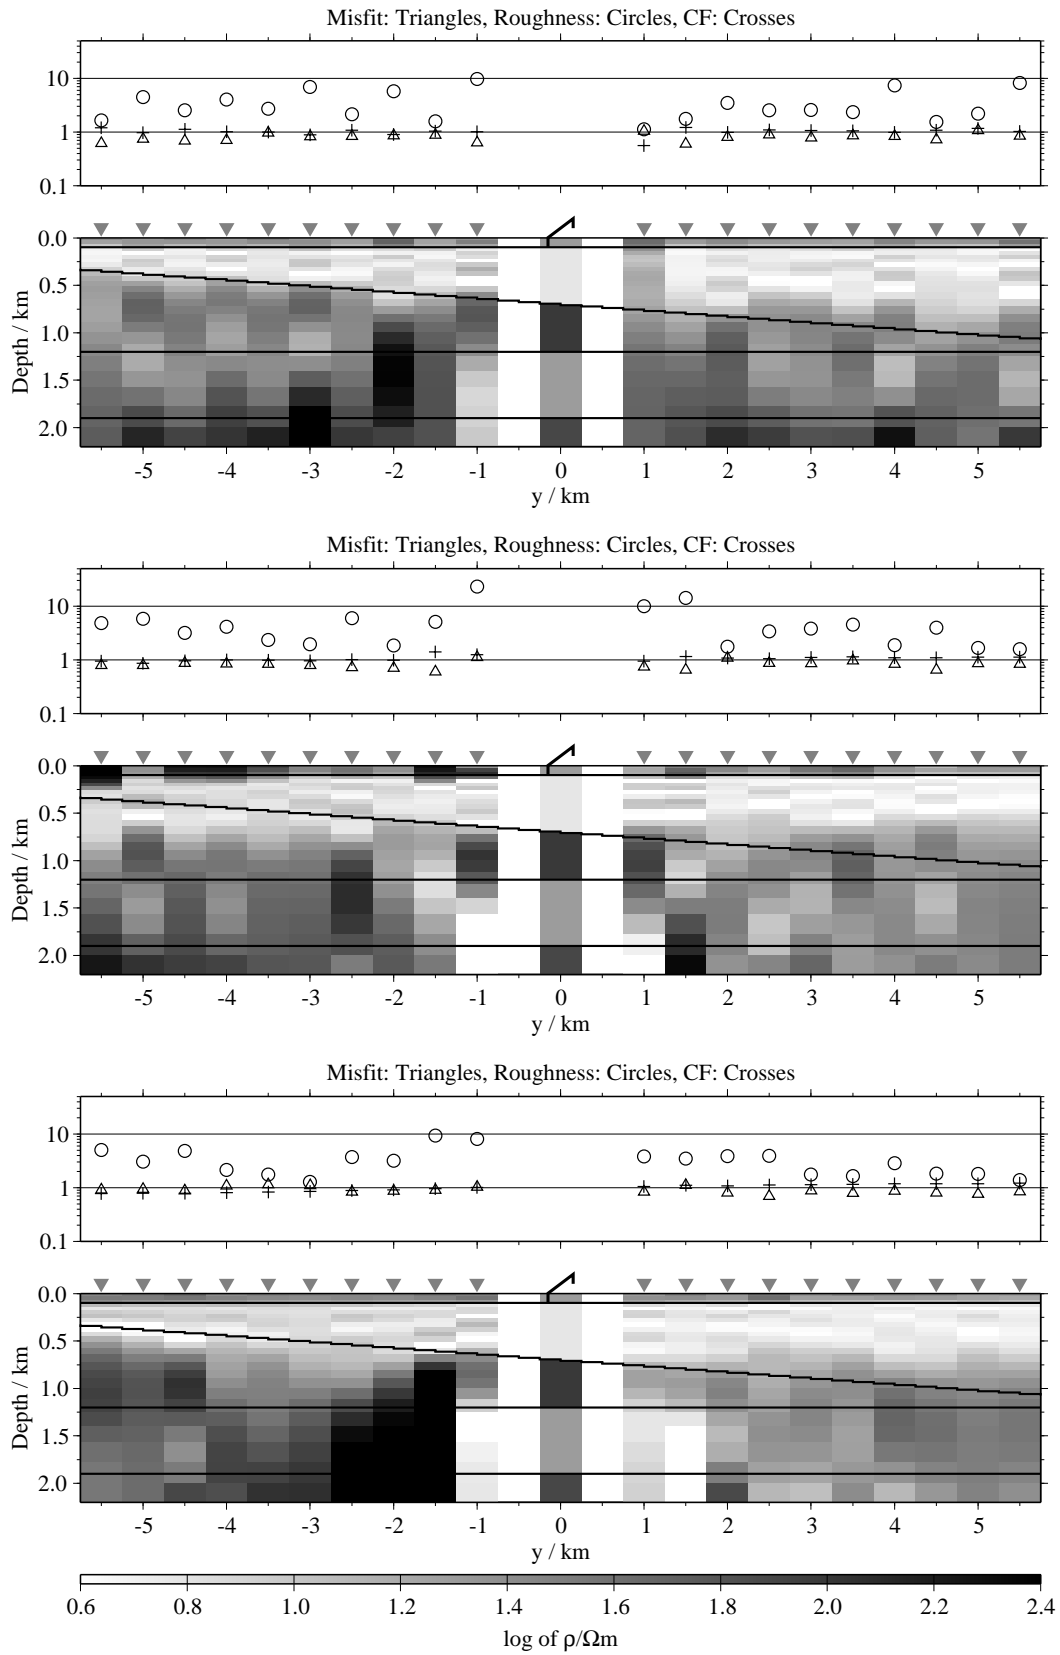 Misfit: Triangles, Roughness: Circles, CF: Crosses
10
1
0.1
0.0
0.5
1.0
1.5
2.0
Depth / km
-5 -4 -3 -2 -1 0 1 2 3 4 5
y / km
Misfit: Triangles, Roughness: Circles, CF: Crosses
10
1
0.1
0.0
0.5
1.0
1.5
2.0
Depth / km
-5 -4 -3 -2 -1 0 1 2 3 4 5
y / km
Misfit: Triangles, Roughness: Circles, CF: Crosses
10
1
0.1
0.0
0.5
1.0
1.5
2.0
Depth / km
-5 -4 -3 -2 -1 0 1 2 3 4 5
y / km
0.6 0.8 1.0 1.2 1.4 1.6 1.8 2.0 2.2 2.4
log of ρ/Ωm